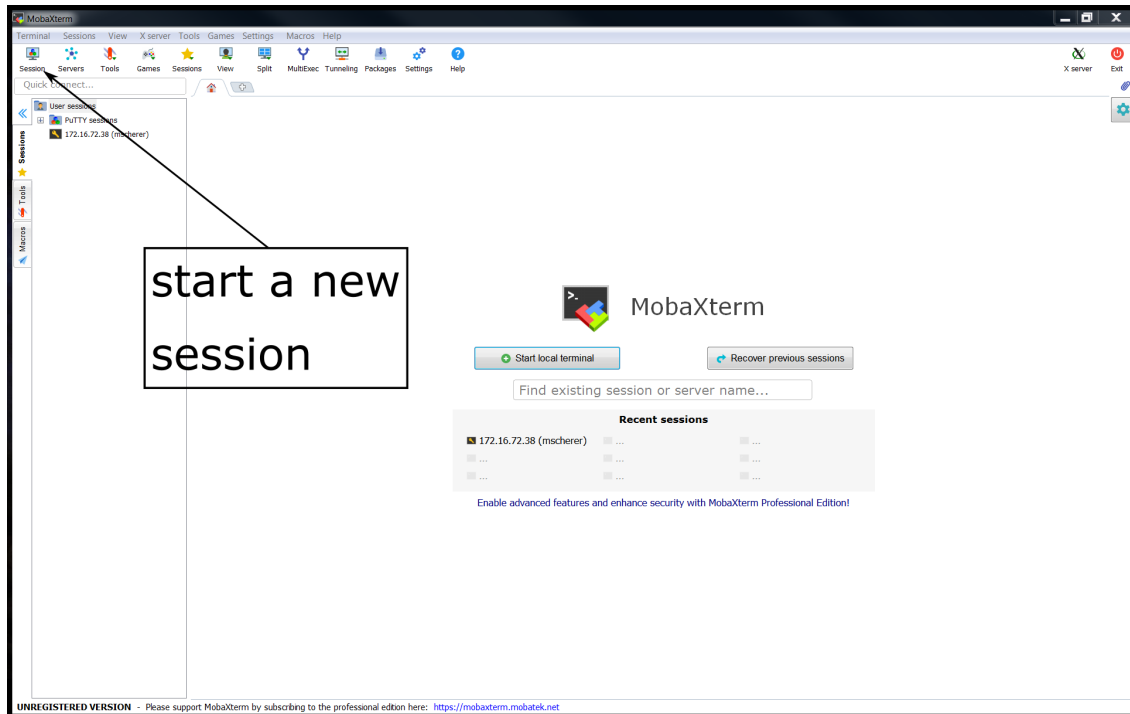 MobaXterm
Terminal Sessions View X server Tools Games Settings Macros Help
Session Servers Tools Games Sessions View Split MultiExec Tunneling Packages Settings Help X server Exit
Quick connect...
User sessions
PuTTY sessions
172.16.72.38 (mscherer)
Sessions
Tools
Macros
start a new
session
MobaXterm
Start local terminal Recover previous sessions
Find existing session or server name...
Recent sessions
172.16.72.38 (mscherer) ... ...
... ... ...
... ... ...
Enable advanced features and enhance security with MobaXterm Professional Edition!
UNREGISTERED VERSION - Please support MobaXterm by subscribing to the professional edition here: https://mobaxterm.mobatek.net